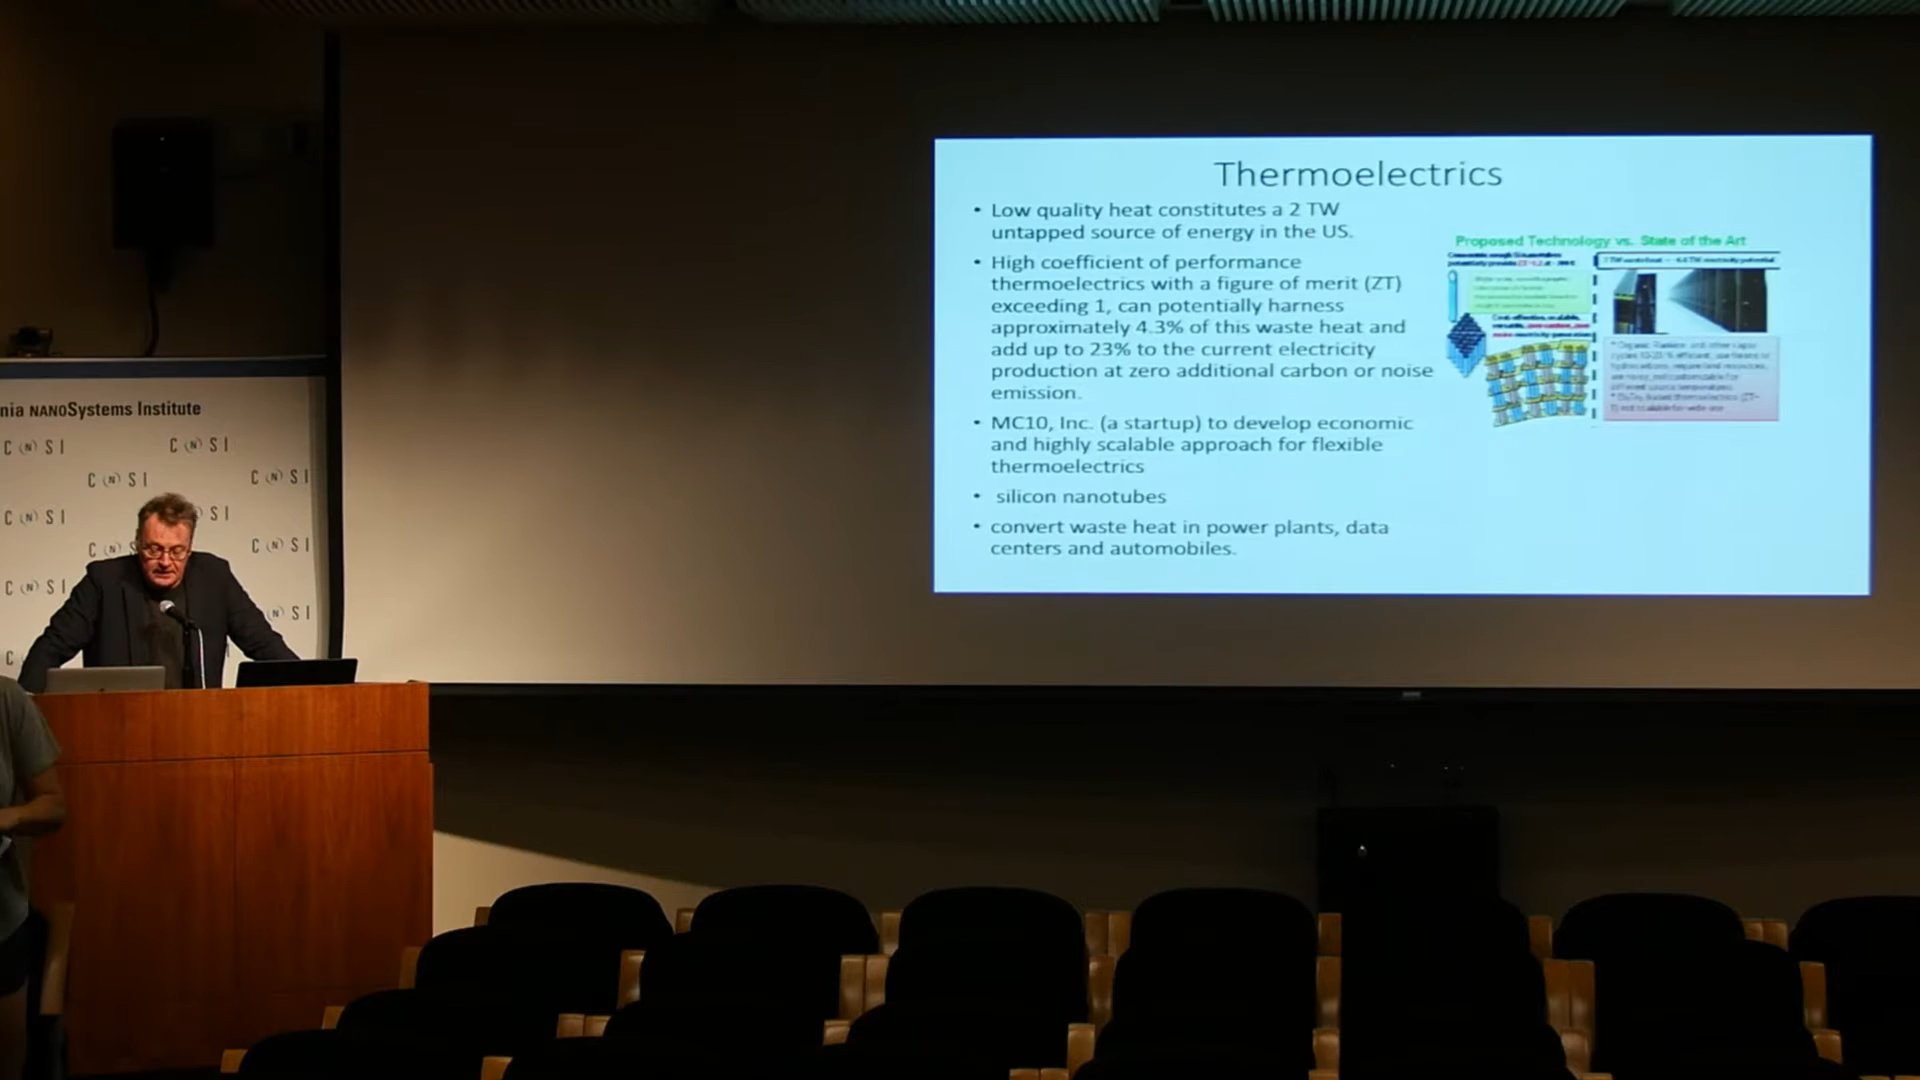 Thermoelectrics
• Low quality heat constitutes a 2 TW
untapped source of energy in the US.
• High coefficient of performance
thermoelectrics with a figure of merit (ZT)
exceeding 1, can potentially harness
approximately 4.3% of this waste heat and
add up to 23% to the current electricity
production at zero additional carbon or noise
emission.
• MC10, Inc. (a startup) to develop economic
and highly scalable approach for flexible
thermoelectrics
• silicon nanotubes
• convert waste heat in power plants, data
centers and automobiles.
Proposed Technology vs. State of the Art
nia NANOSystems Institute
C (N) S I
C (N) S I
C (N) S I
C (N) S I
C (N) S I
S I
C (N) S
C (N) S I
C (N) S I
(N) S I
C